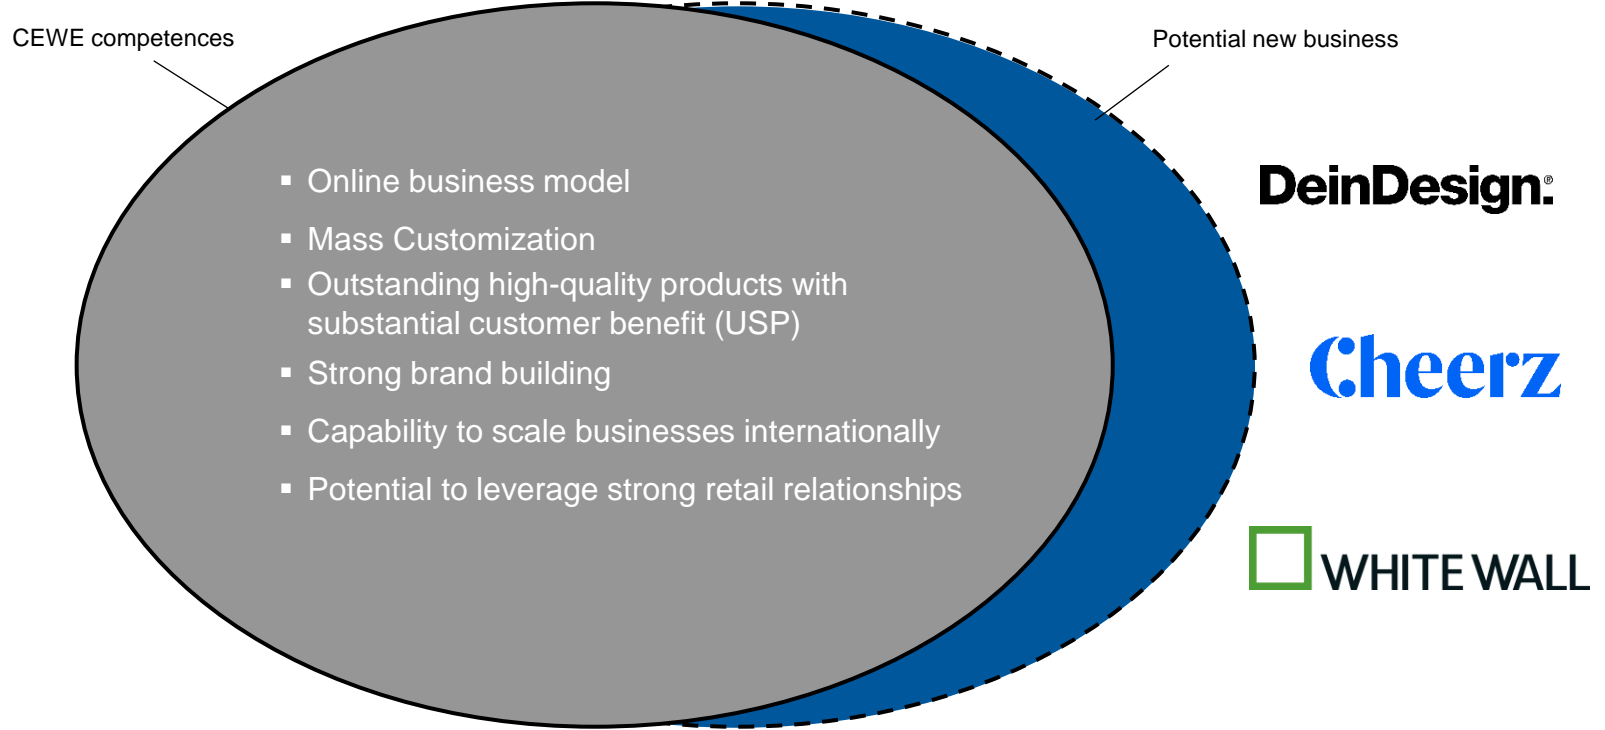 CEWE competences
Potential new business
▪ Online business model
▪ Mass Customization
▪ Outstanding high-quality products with
substantial customer benefit (USP)
▪ Strong brand building
▪ Capability to scale businesses internationally
▪ Potential to leverage strong retail relationships
DeinDesign.®
Cheerz
WHITE WALL